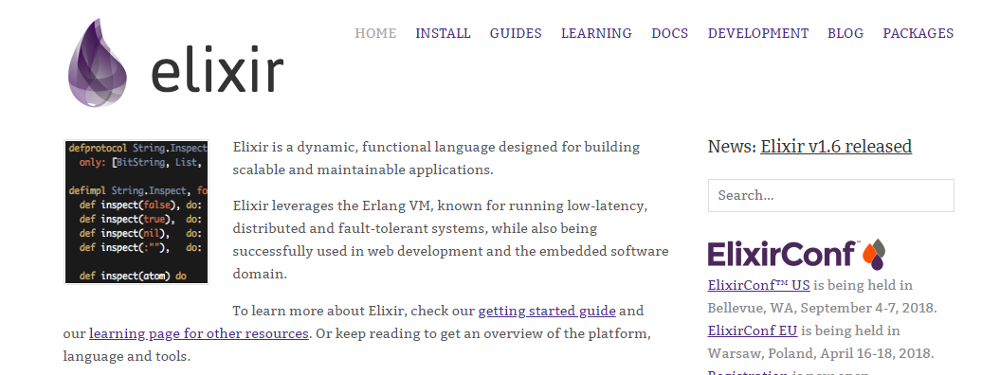 elixir
HOME INSTALL GUIDES LEARNING DOCS DEVELOPMENT BLOG PACKAGES
defprotocol String.Inspect
only: [BitString, List,
defimpl String.Inspect, fo
def inspect(false), do:
def inspect(true), do:
def inspect(nil), do:
def inspect(:""), do:
def inspect(atom) do
Elixir is a dynamic, functional language designed for building
scalable and maintainable applications.
Elixir leverages the Erlang VM, known for running low-latency,
distributed and fault-tolerant systems, while also being
successfully used in web development and the embedded software
domain.
To learn more about Elixir, check our getting started guide and
our learning page for other resources. Or keep reading to get an overview of the platform,
language and tools.
News: Elixir v1.6 released
Search...
ElixirConf™
ElixirConf™ US is being held in
Bellevue, WA, September 4-7, 2018.
ElixirConf EU is being held in
Warsaw, Poland, April 16-18, 2018.
Registration is now open